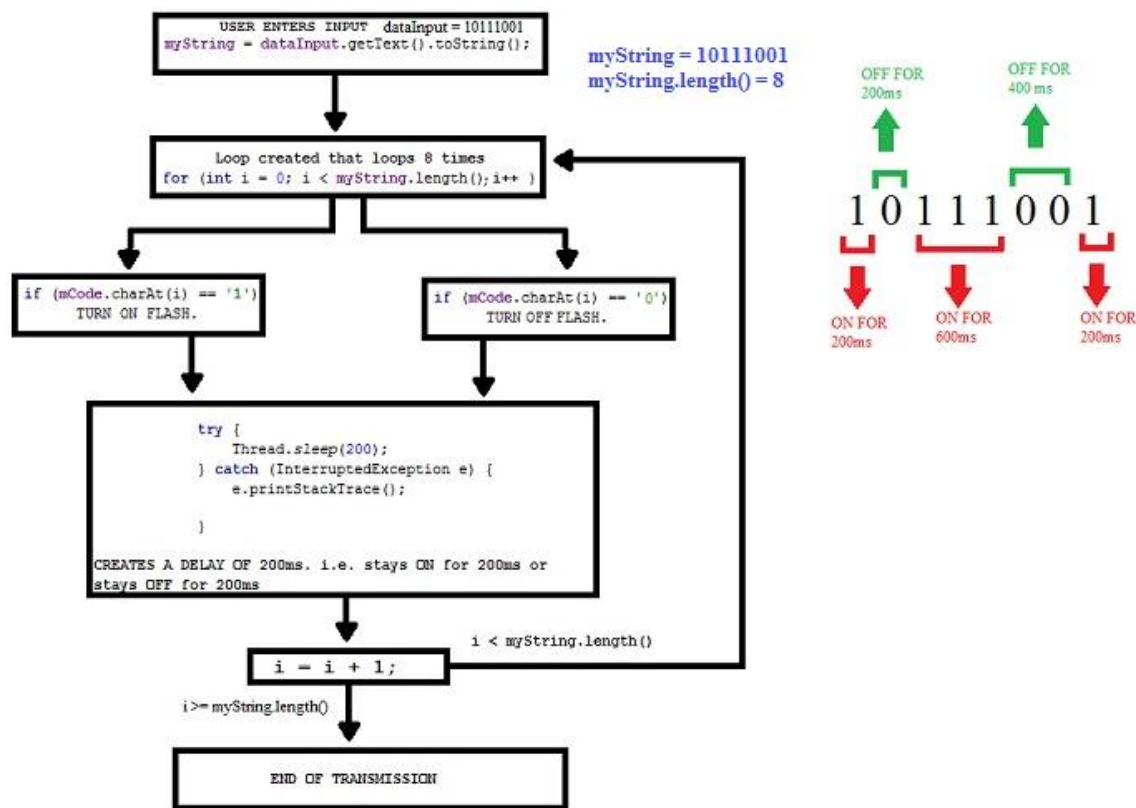 USER ENTERS INPUT dataInput = 10111001
myString = dataInput.getText().toString();
myString = 10111001
myString.length() = 8
Loop created that loops 8 times
for (int i = 0; i < myString.length();i++ )
if (mCode.charAt(i) == '1')
TURN ON FLASH.
if (mCode.charAt(i) == '0')
TURN OFF FLASH.
try {
Thread.sleep(200);
} catch (InterruptedException e) {
e.printStackTrace();
}
CREATES A DELAY OF 200ms. i.e. stays ON for 200ms or
stays OFF for 200ms
i = i + 1;
i < myString.length()
i >= myString.length()
END OF TRANSMISSION
OFF FOR
200ms
OFF FOR
400 ms
1 0 1 1 1 0 0 1
ON FOR
200ms
ON FOR
600ms
ON FOR
200ms